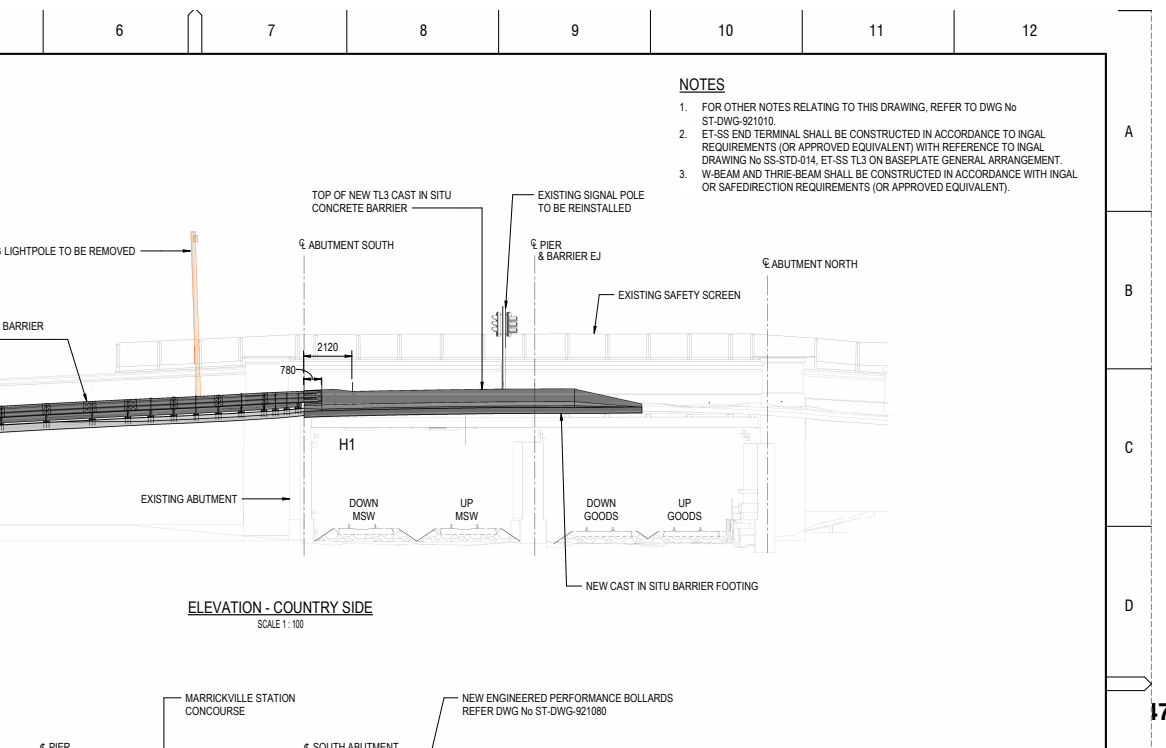 6 7 8 9 10 11 12
NOTES
1. FOR OTHER NOTES RELATING TO THIS DRAWING, REFER TO DWG No
ST-DWG-921010.
2. ET-SS END TERMINAL SHALL BE CONSTRUCTED IN ACCORDANCE TO INGAL
REQUIREMENTS (OR APPROVED EQUIVALENT) WITH REFERENCE TO INGAL
DRAWING No SS-STD-014, ET-SS TL3 ON BASEPLATE GENERAL ARRANGEMENT.
3. W-BEAM AND THRIE-BEAM SHALL BE CONSTRUCTED IN ACCORDANCE WITH INGAL
OR SAFEDIRECTION REQUIREMENTS (OR APPROVED EQUIVALENT).
A
TOP OF NEW TL3 CAST IN SITU
CONCRETE BARRIER
EXISTING SIGNAL POLE
TO BE REINSTALLED
LIGHTPOLE TO BE REMOVED
℄ ABUTMENT SOUTH
℄ PIER
& BARRIER EJ
℄ ABUTMENT NORTH
B
EXISTING SAFETY SCREEN
BARRIER
2120
780
C
H1
EXISTING ABUTMENT
DOWN
MSW
UP
MSW
DOWN
GOODS
UP
GOODS
NEW CAST IN SITU BARRIER FOOTING
D
ELEVATION - COUNTRY SIDE
SCALE 1 : 100
MARRICKVILLE STATION
CONCOURSE
NEW ENGINEERED PERFORMANCE BOLLARDS
REFER DWG No ST-DWG-921080
47
℄ PIER
℄ SOUTH ABUTMENT